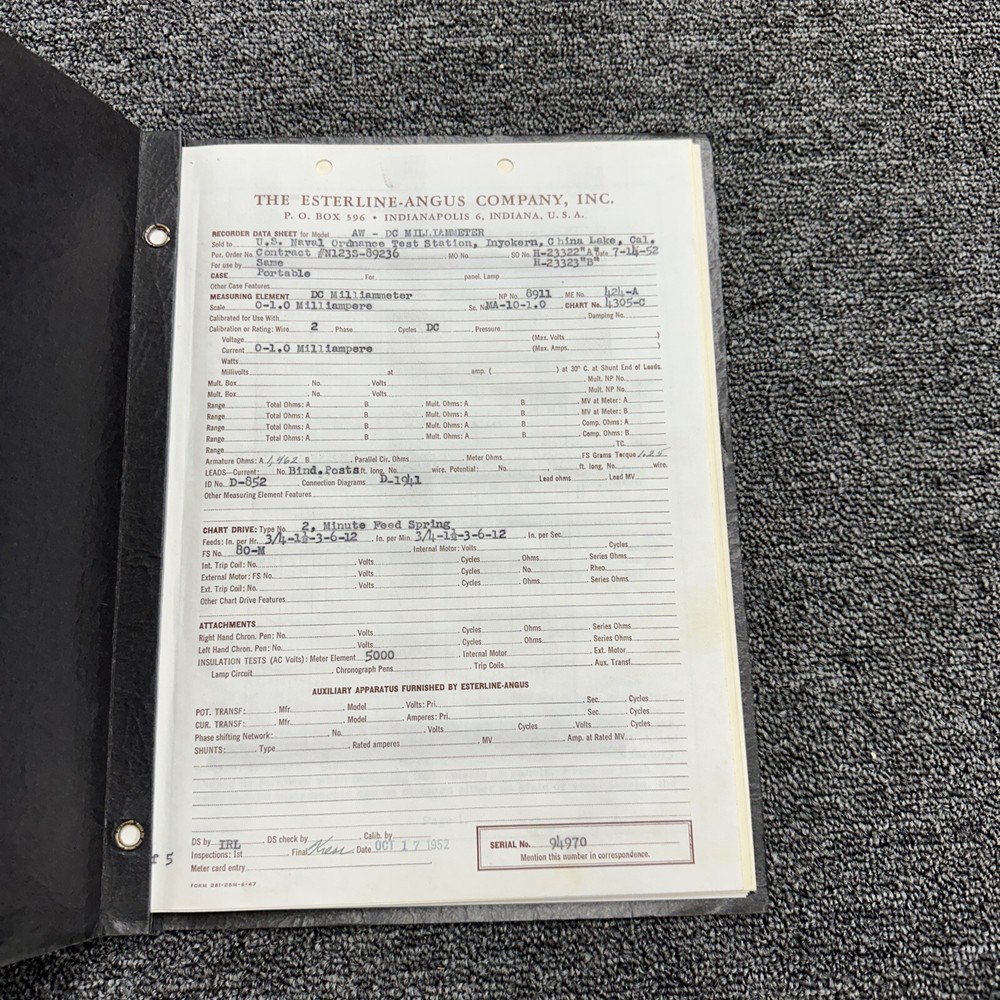 THE ESTERLINE-ANGUS COMPANY, INC.
P. O. BOX 596 • INDIANAPOLIS 6, INDIANA, U. S. A.
RECORDER DATA SHEET for Model AW - DC MILLIAMMETER
Sold to U.S. Naval Ordnance Test Station, Inyokern, China Lake, Cal.
Pur. Order No. Contract #N123S-89236 MO No. SO No. H-23322"A" Date 7-14-52
For use by Same H-23323"B"
CASE Portable For panel, Lamp
Other Case Features
MEASURING ELEMENT DC Milliammeter NP No. 8911 ME No. 424-A
Scale 0-1.0 Milliampere Sc. No. MA-10-1.0 CHART No. 4305-C
Calibrated for Use With Damping No.
Calibration or Rating: Wire 2 Phase Cycles DC Pressure
Voltage (Max. Volts )
Current 0-1.0 Milliampere (Max. Amps. )
Watts
Millivolts at amp. ( ) at 30° C. at Shunt End of Leads.
Mult. Box No. Volts Mult. NP No.
Mult. Box No. Volts Mult. NP No.
Range Total Ohms: A B Mult. Ohms: A B MV at Meter: A
Range Total Ohms: A B Mult. Ohms: A B MV at Meter: B
Range Total Ohms: A B Mult. Ohms: A B Comp. Ohms: A
Range Total Ohms: A B Mult. Ohms: A B Comp. Ohms: B
Range TC
Armature Ohms: A 1,462 B Parallel Cir. Ohms Meter Ohms FS Grams Torque
LEADS—Current: No. Bind. Posts ft. long, No. wire. Potential: No. ft. long, No. wire.
ID No. D-852 Connection Diagrams D-1941 Lead ohms Lead MV
Other Measuring Element Features
CHART DRIVE: Type No. 2, Minute Feed Spring
Feeds: In. per Hr. 3/4-1½-3-6-12 In. per Min. 3/4-1½-3-6-12 In. per Sec.
FS No. 80-M Internal Motor: Volts Cycles
Int. Trip Coil: No. Volts Cycles Ohms Series Ohms
External Motor: FS No. Volts Cycles No. Rheo.
Ext. Trip Coil: No. Volts Cycles Ohms Series Ohms
Other Chart Drive Features
ATTACHMENTS
Right Hand Chron. Pen: No. Volts Cycles Ohms Series Ohms
Left Hand Chron. Pen: No. Volts Cycles Ohms Series Ohms
INSULATION TESTS (AC Volts): Meter Element 5000 Internal Motor Ext. Motor
Lamp Circuit Chronograph Pens Trip Coils Aux. Transf.
AUXILIARY APPARATUS FURNISHED BY ESTERLINE-ANGUS
POT. TRANSF: Mfr. Model Volts: Pri. Sec. Cycles
CUR. TRANSF: Mfr. Model Amperes: Pri. Sec. Cycles
Phase shifting Network: No. Volts Cycles Volts Cycles
SHUNTS: Type Rated amperes MV Amp. at Rated MV
DS by IRL DS check by Calib. by
Inspections: 1st Final Date OCT 17 1952
Meter card entry
SERIAL No. 94970
Mention this number in correspondence.
FORM 281-25M-6-47
f 5